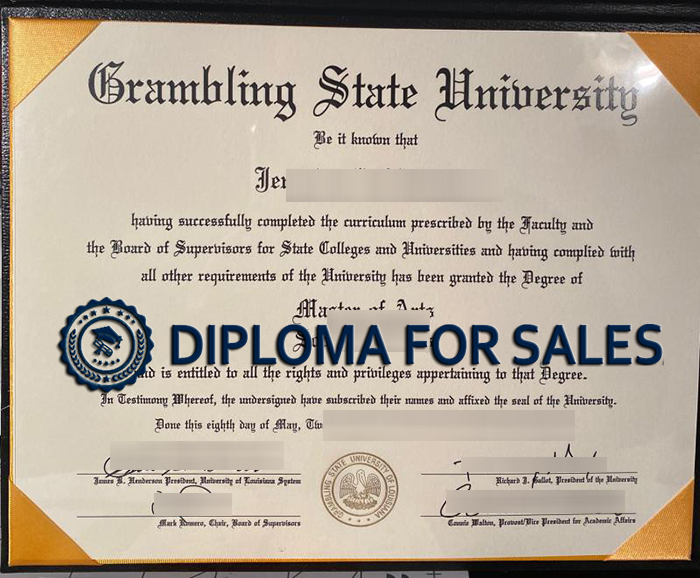 Grambling State University
Be it known that
Jer
having successfully completed the curriculum prescribed by the Faculty and
the Board of Supervisors for State Colleges and Universities and having complied with
all other requirements of the University has been granted the Degree of
Master of Arts
DIPLOMA FOR SALES
and is entitled to all the rights and privileges appertaining to that Degree.
In Testimony Whereof, the undersigned have subscribed their names and affixed the seal of the University.
Done this eighth day of May, Tw
James B. Henderson President, University of Louisiana System
Richard J. Gallot, President of the University
GRAMBLING STATE UNIVERSITY OF LOUISIANA
Mark Romero, Chair, Board of Supervisors
Connie Walton, Provost/Vice President for Academic Affairs